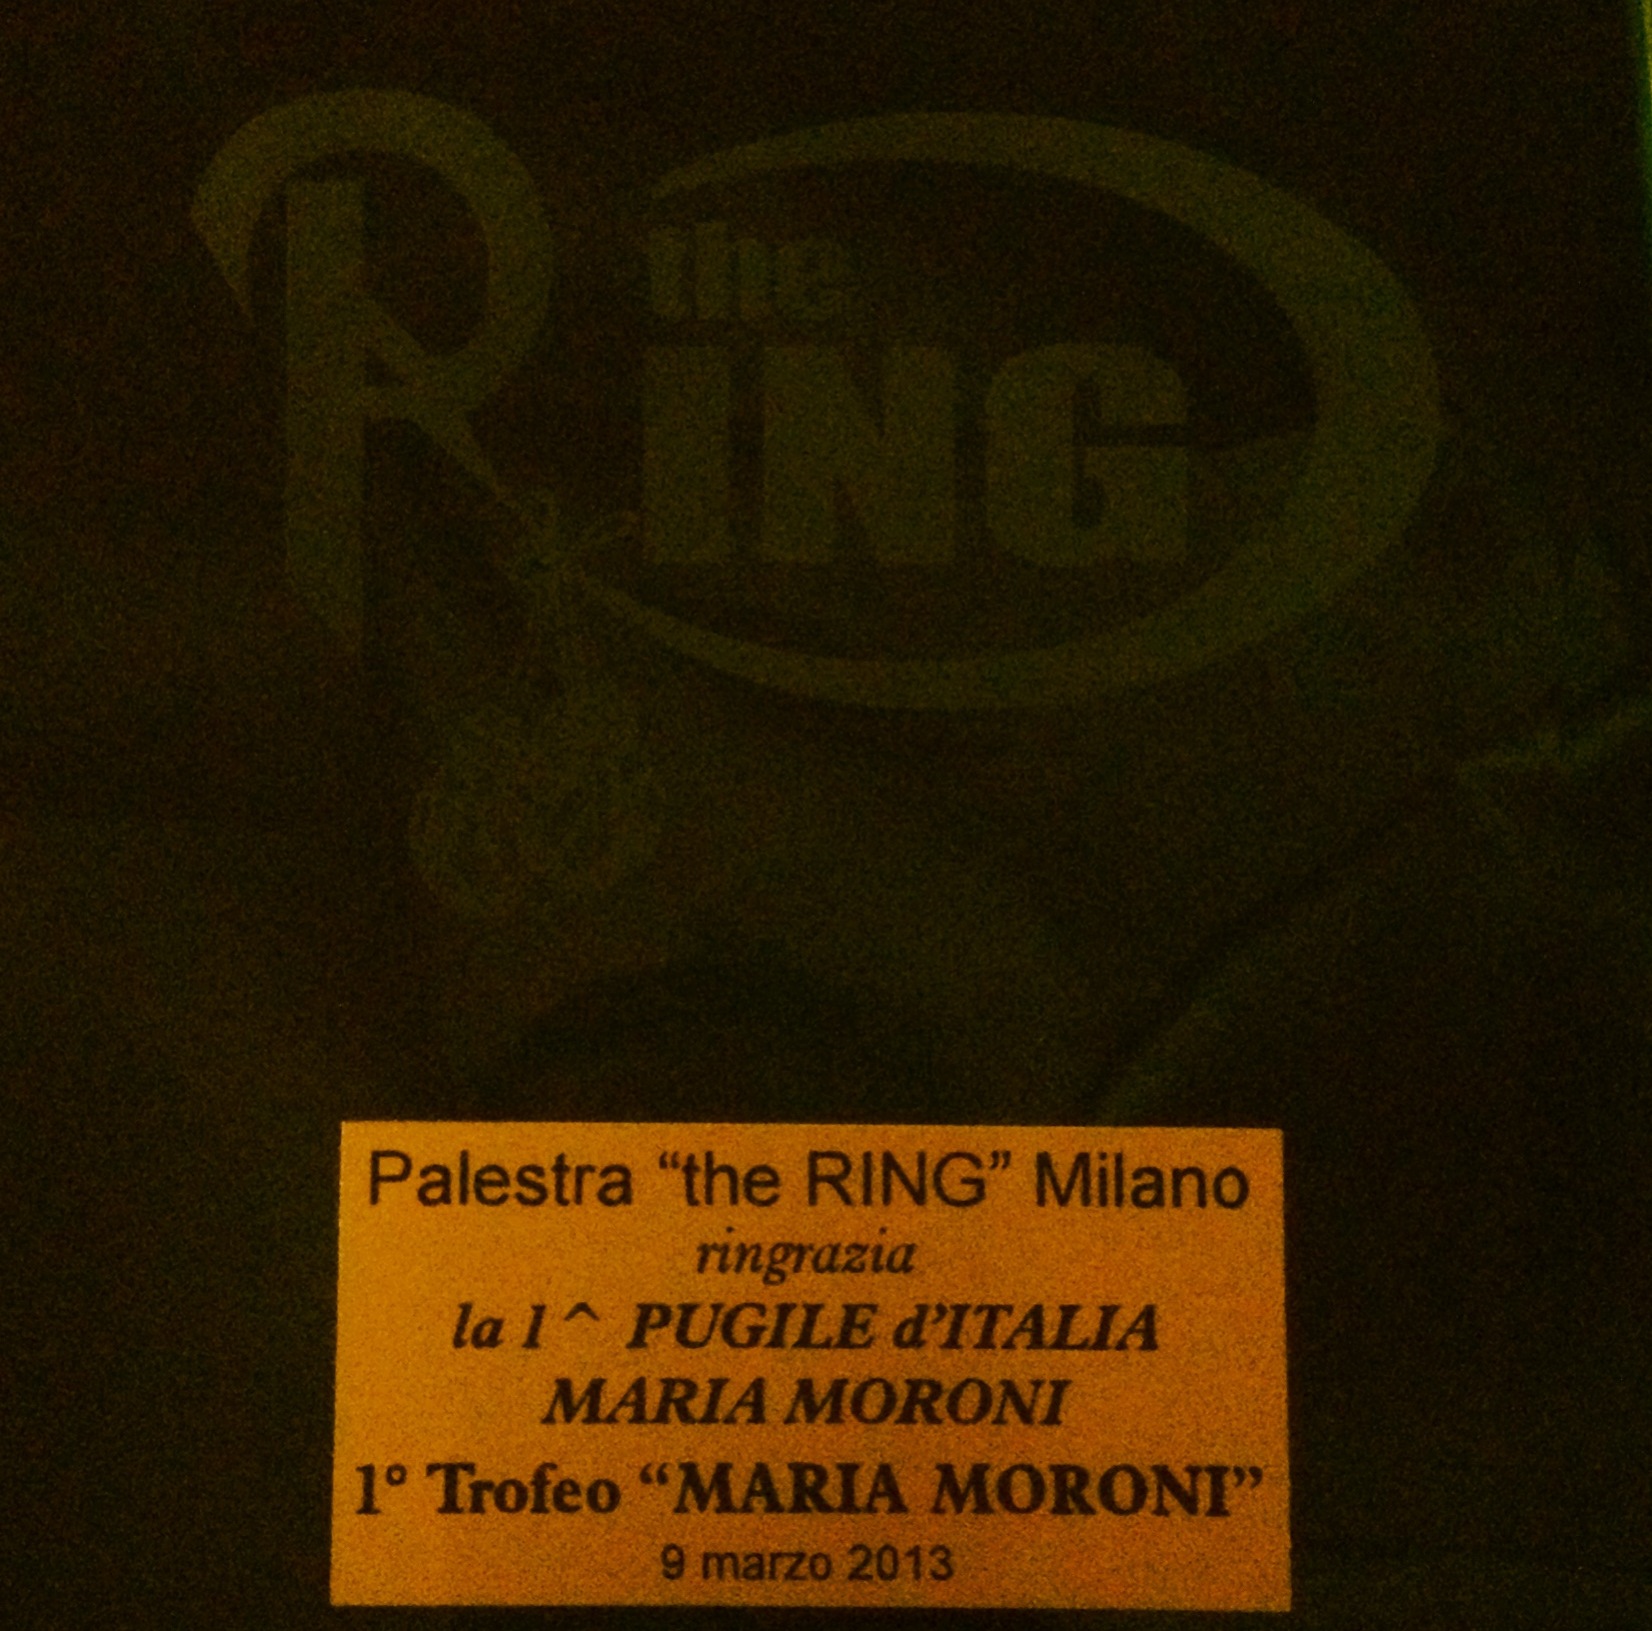 R
the
iNG
Palestra “the RING” Milano
ringrazia
la 1^ PUGILE d’ITALIA
MARIA MORONI
1° Trofeo “MARIA MORONI”
9 marzo 2013